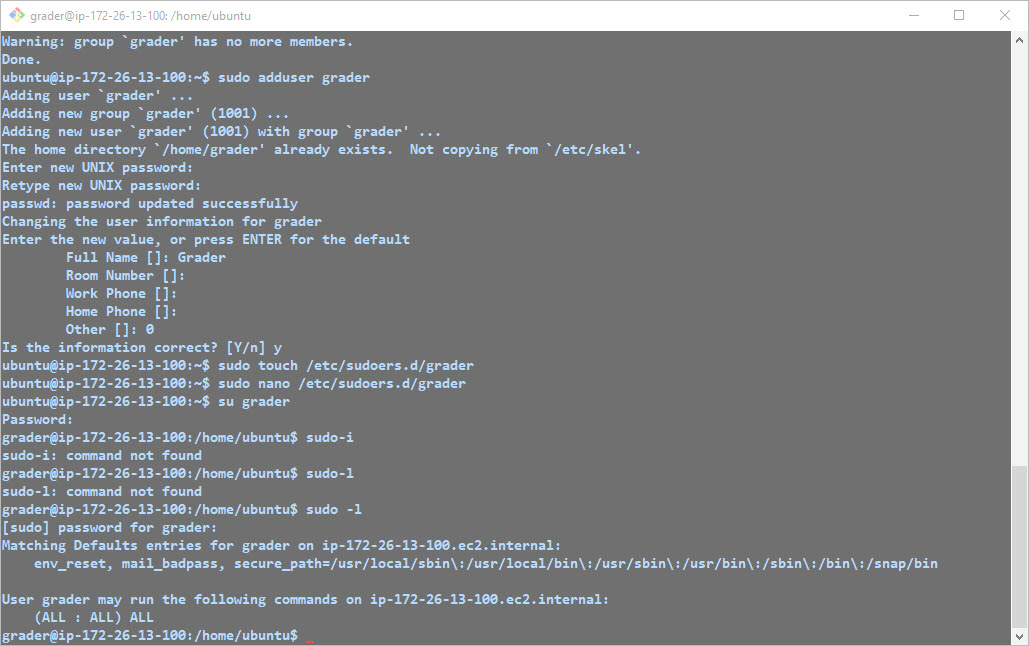 grader@ip-172-26-13-100: /home/ubuntu
Warning: group `grader' has no more members.
Done.
ubuntu@ip-172-26-13-100:~$ sudo adduser grader
Adding user `grader' ...
Adding new group `grader' (1001) ...
Adding new user `grader' (1001) with group `grader' ...
The home directory `/home/grader' already exists.  Not copying from `/etc/skel'.
Enter new UNIX password:
Retype new UNIX password:
passwd: password updated successfully
Changing the user information for grader
Enter the new value, or press ENTER for the default
        Full Name []: Grader
        Room Number []:
        Work Phone []:
        Home Phone []:
        Other []: 0
Is the information correct? [Y/n] y
ubuntu@ip-172-26-13-100:~$ sudo touch /etc/sudoers.d/grader
ubuntu@ip-172-26-13-100:~$ sudo nano /etc/sudoers.d/grader
ubuntu@ip-172-26-13-100:~$ su grader
Password:
grader@ip-172-26-13-100:/home/ubuntu$ sudo-i
sudo-i: command not found
grader@ip-172-26-13-100:/home/ubuntu$ sudo-l
sudo-l: command not found
grader@ip-172-26-13-100:/home/ubuntu$ sudo -l
[sudo] password for grader:
Matching Defaults entries for grader on ip-172-26-13-100.ec2.internal:
    env_reset, mail_badpass, secure_path=/usr/local/sbin\:/usr/local/bin\:/usr/sbin\:/usr/bin\:/sbin\:/bin\:/snap/bin

User grader may run the following commands on ip-172-26-13-100.ec2.internal:
    (ALL : ALL) ALL
grader@ip-172-26-13-100:/home/ubuntu$